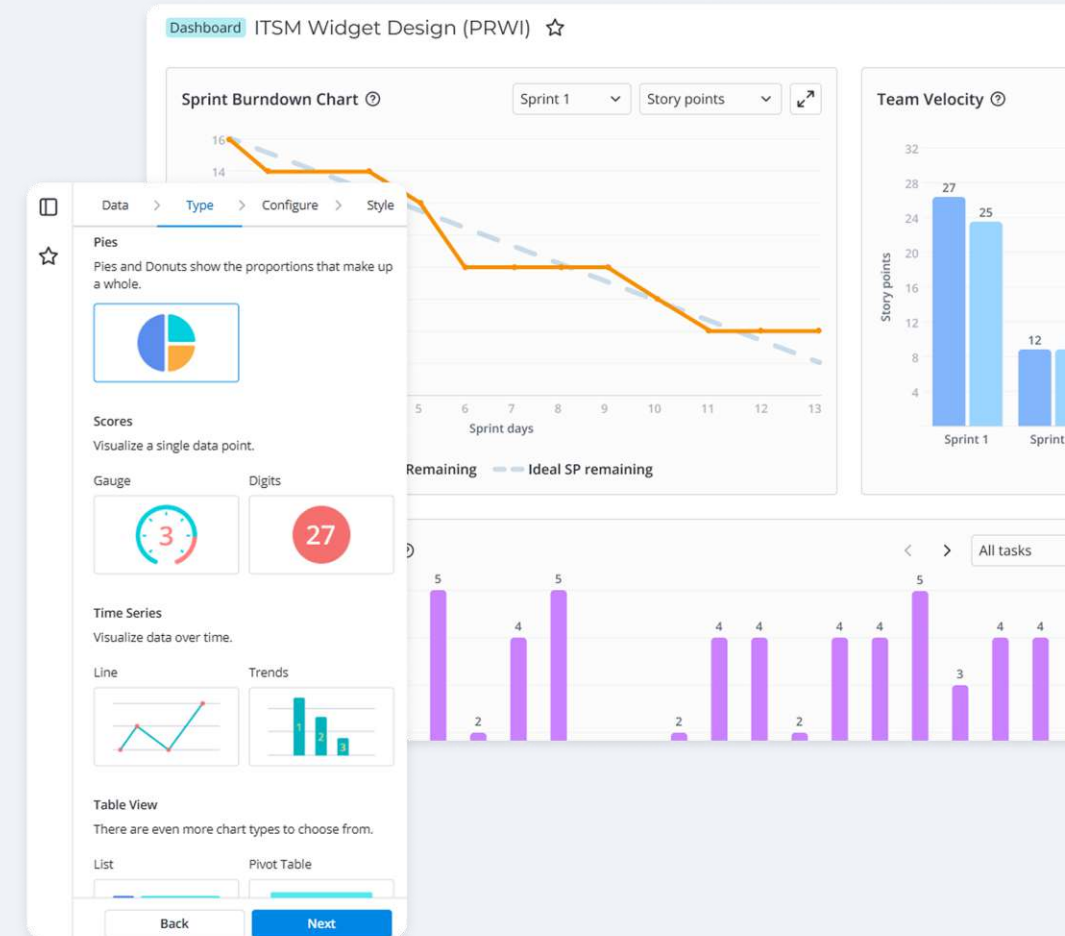 Dashboard ITSM Widget Design (PRWI)
Sprint Burndown Chart
Sprint 1
Story points
16
14
5 6 7 8 9 10 11 12 13
Sprint days
Remaining Ideal SP remaining
Team Velocity
32
28
24
20
16
12
8
4
Story points
27
25
12
Sprint 1 Sprint
Data > Type > Configure > Style
Pies
Pies and Donuts show the proportions that make up
a whole.
Scores
Visualize a single data point.
Gauge Digits
3 27
Time Series
Visualize data over time.
Line Trends
1 2 3
Table View
There are even more chart types to choose from.
List Pivot Table
Back Next
All tasks
5 2 4 5 2 4 4 2 4 4 5 3 4 4